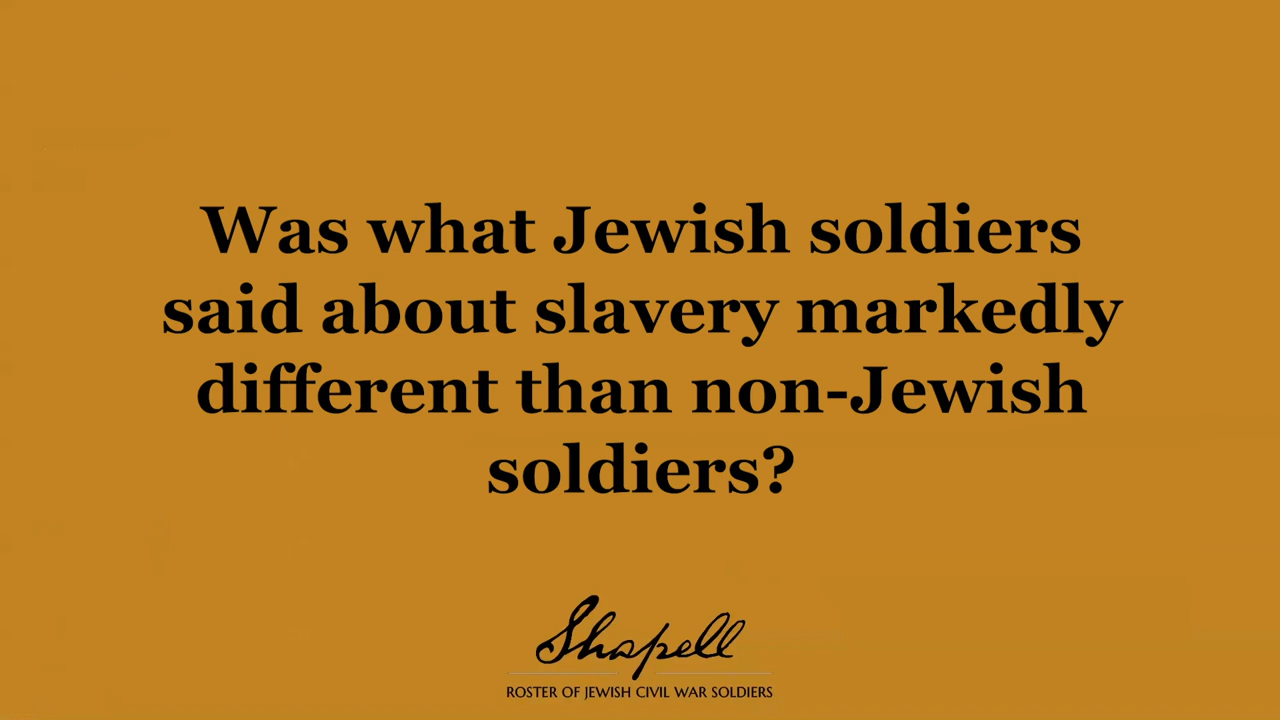 Was what Jewish soldiers
said about slavery markedly
different than non-Jewish
soldiers?
Shapell
ROSTER OF JEWISH CIVIL WAR SOLDIERS